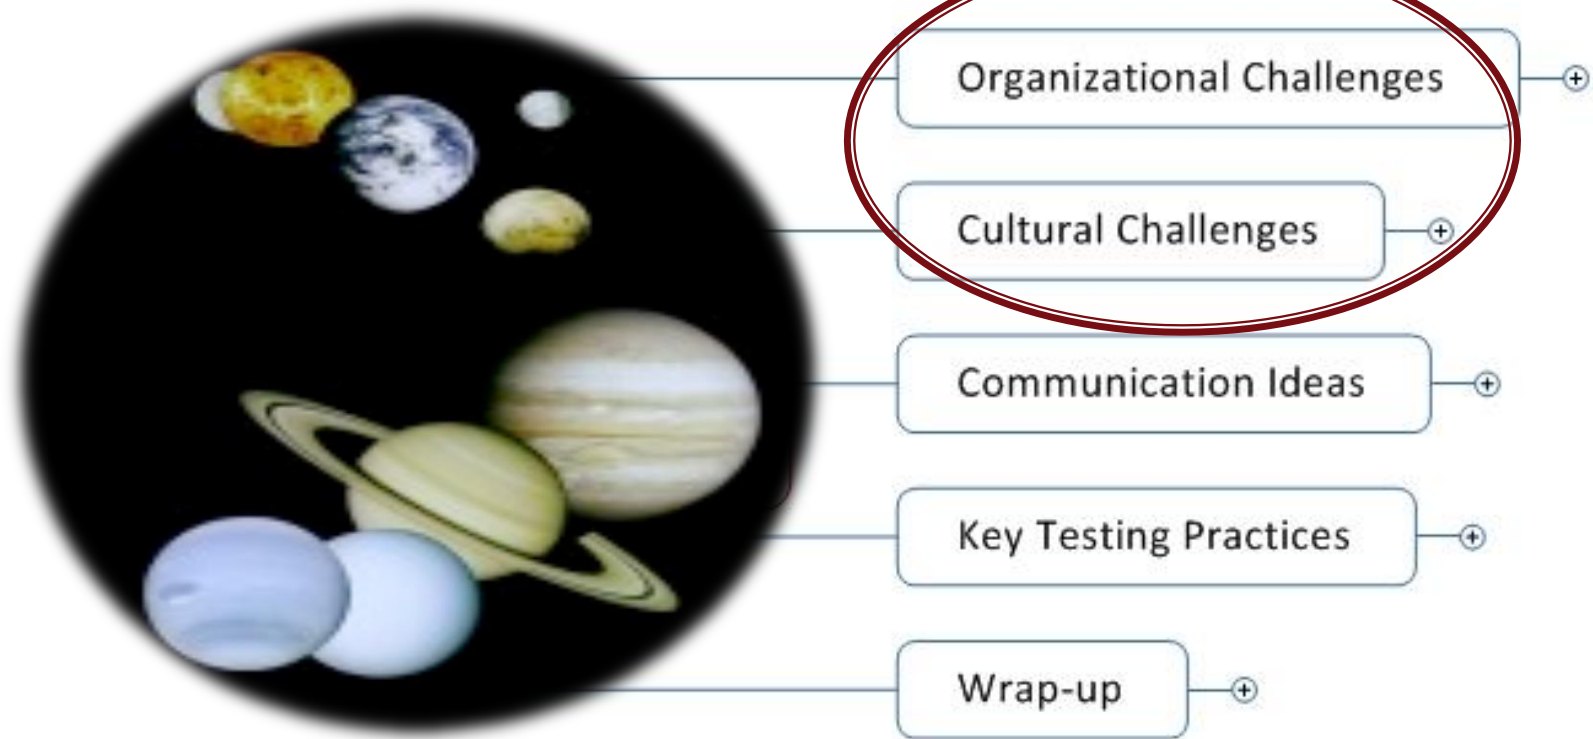 Organizational Challenges
Cultural Challenges
Communication Ideas
Key Testing Practices
Wrap-up